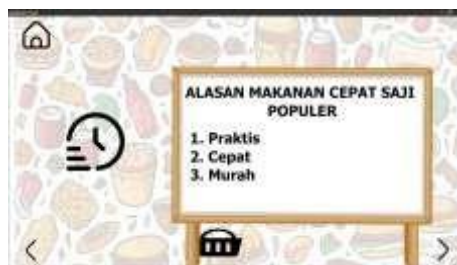 ALASAN MAKANAN CEPAT SAJI
POPULER
1. Praktis
2. Cepat
3. Murah